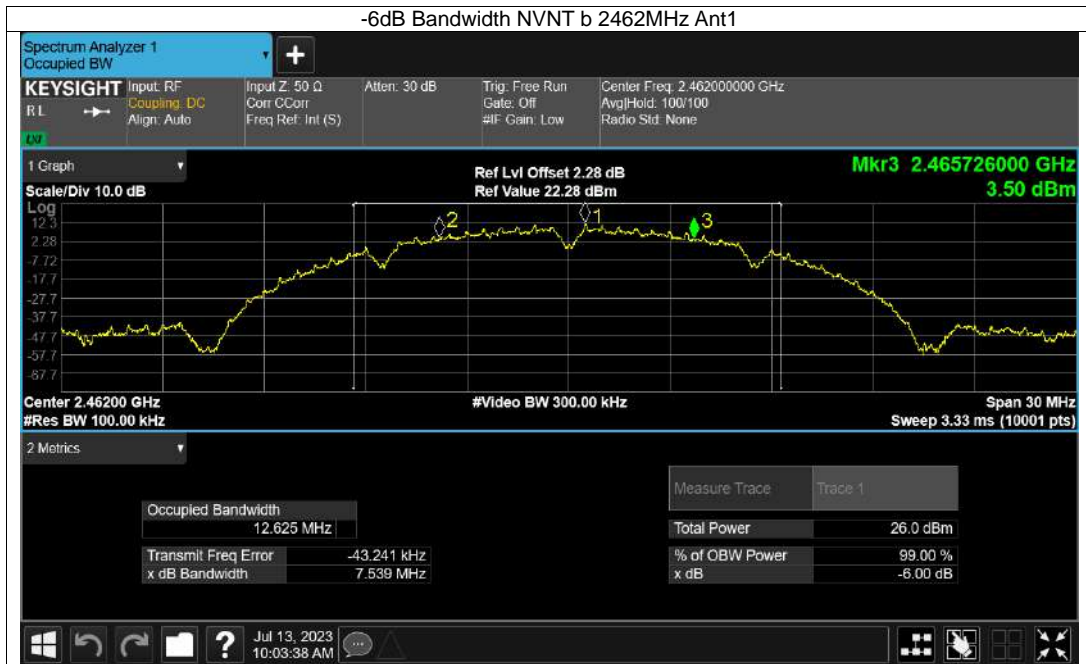 -6dB Bandwidth NVNT b 2462MHz Ant1
Spectrum Analyzer 1
Occupied BW
+
KEYSIGHT
R L
LXI
Input: RF
Coupling: DC
Align: Auto
Input Z: 50 Ω
Corr CCorr
Freq Ref: Int (S)
Atten: 30 dB
Trig: Free Run
Gate: Off
#IF Gain: Low
Center Freq: 2.462000000 GHz
Avg|Hold: 100/100
Radio Std: None
1 Graph
Scale/Div 10.0 dB
Ref Lvl Offset 2.28 dB
Ref Value 22.28 dBm
Mkr3 2.465726000 GHz
3.50 dBm
Log
12.3
2.28
-7.72
-17.7
-27.7
-37.7
-47.7
-57.7
-67.7
2
1
3
Center 2.46200 GHz
#Video BW 300.00 kHz
Span 30 MHz
#Res BW 100.00 kHz
Sweep 3.33 ms (10001 pts)
2 Metrics
Measure Trace
Trace 1
Occupied Bandwidth
12.625 MHz
Total Power 26.0 dBm
Transmit Freq Error -43.241 kHz
% of OBW Power 99.00 %
x dB Bandwidth 7.539 MHz
x dB -6.00 dB
?
Jul 13, 2023
10:03:38 AM